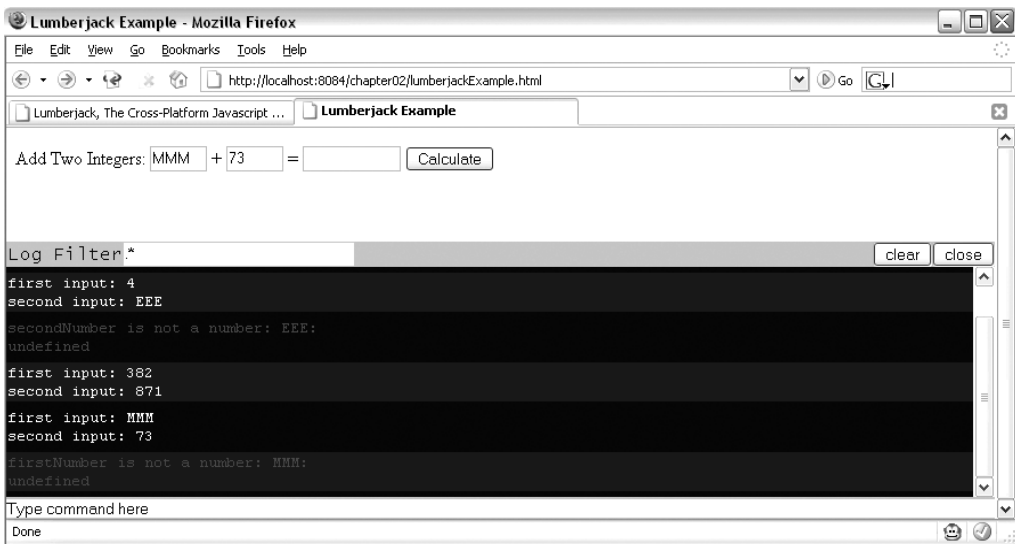 Lumberjack Example - Mozilla Firefox
File Edit View Go Bookmarks Tools Help
http://localhost:8084/chapter02/lumberjackExample.html Go G
Lumberjack, The Cross-Platform Javascript ... Lumberjack Example
Add Two Integers: MMM + 73 = Calculate
Log Filter .* clear close
first input: 4
second input: EEE
secondNumber is not a number: EEE:
undefined
first input: 382
second input: 871
first input: MMM
second input: 73
firstNumber is not a number: MMM:
undefined
Type command here
Done